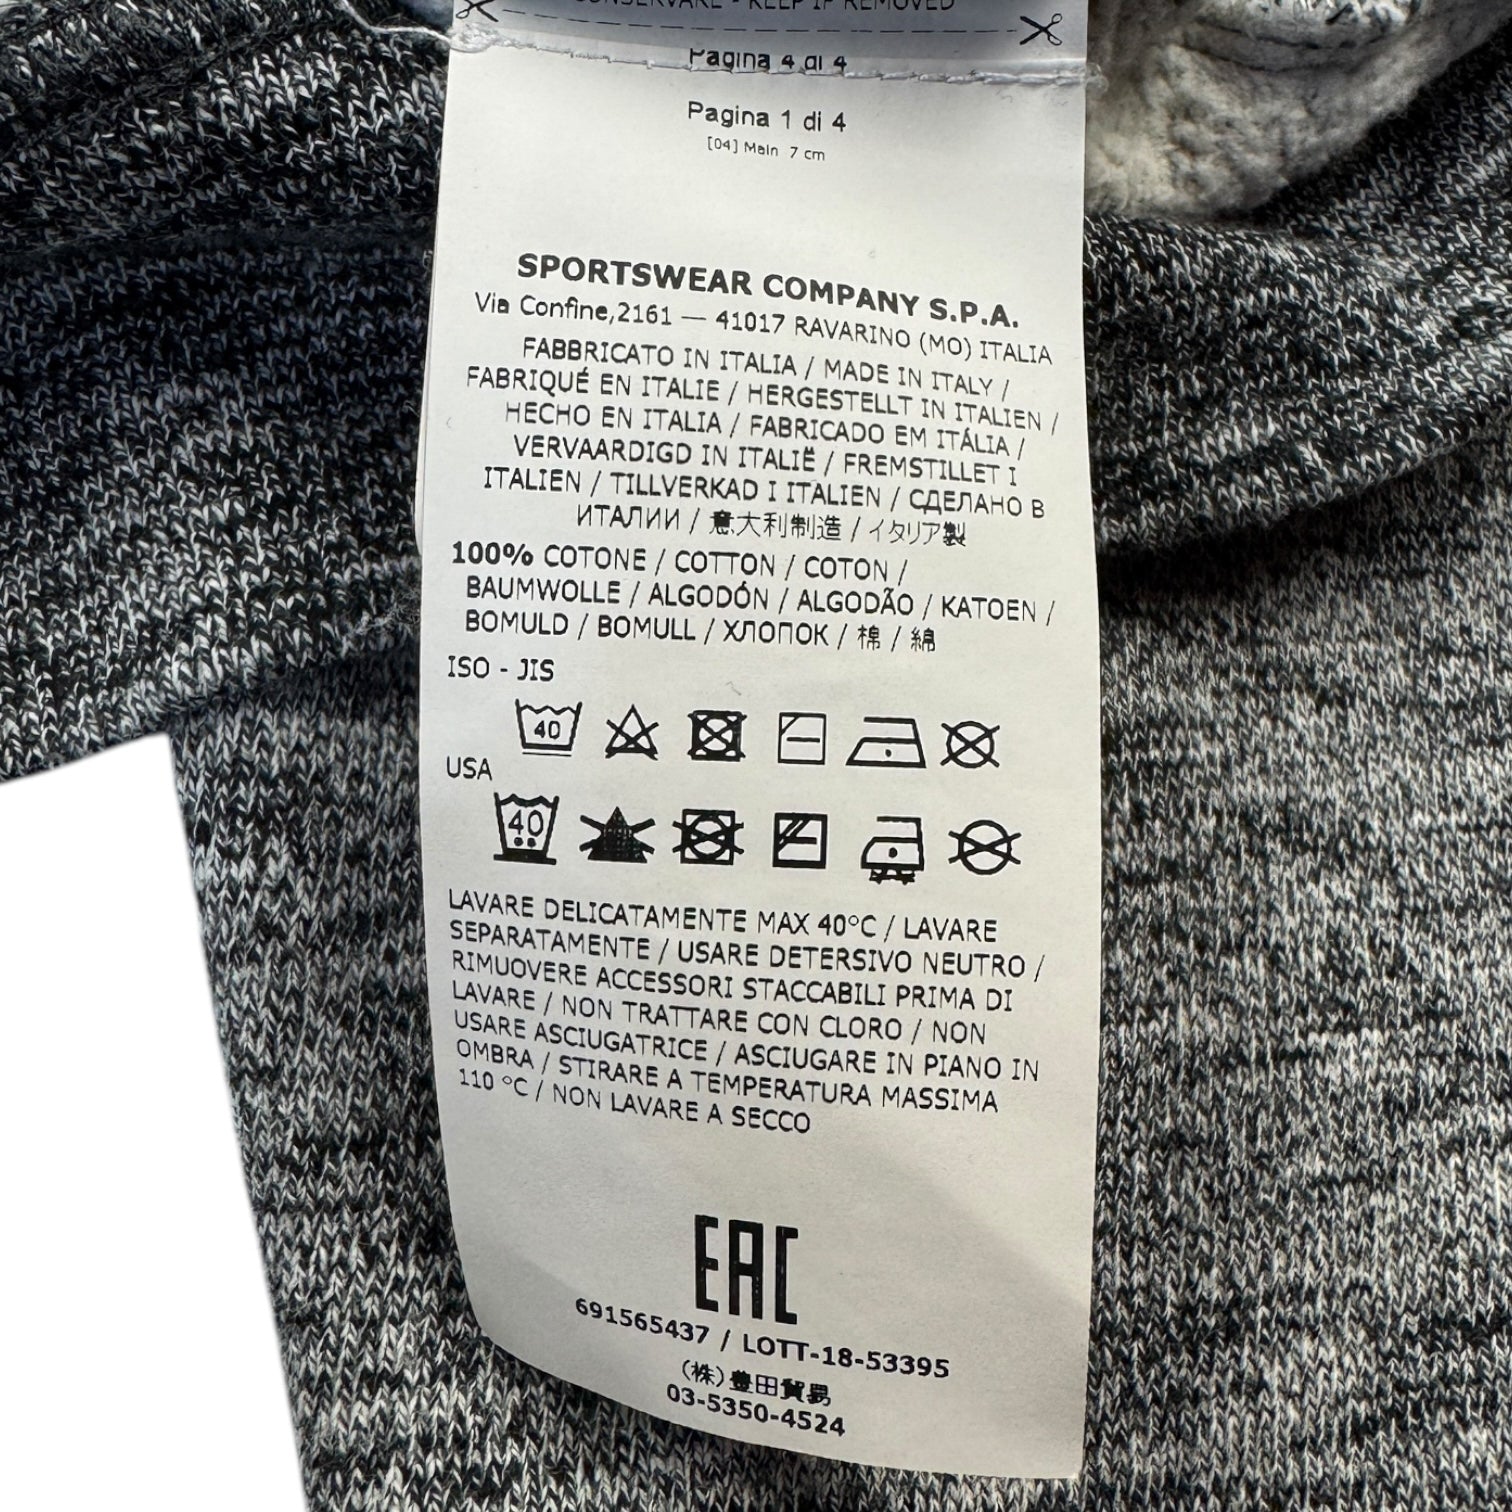 CONSERVARE - KEEP IF REMOVED
Pagina 4 di 4
Pagina 1 di 4
[04] Main 7 cm
SPORTSWEAR COMPANY S.P.A.
Via Confine,2161 — 41017 RAVARINO (MO) ITALIA
FABBRICATO IN ITALIA / MADE IN ITALY /
FABRIQUÉ EN ITALIE / HERGESTELLT IN ITALIEN /
HECHO EN ITALIA / FABRICADO EM ITÁLIA /
VERVAARDIGD IN ITALIË / FREMSTILLET I
ITALIEN / TILLVERKAD I ITALIEN / СДЕЛАНО В
ИТАЛИИ / 意大利制造 / イタリア製
100% COTONE / COTTON / COTON /
BAUMWOLLE / ALGODÓN / ALGODÃO / KATOEN /
BOMULD / BOMULL / ХЛОПОК / 棉 / 綿
ISO - JIS
40
USA
40
LAVARE DELICATAMENTE MAX 40°C / LAVARE
SEPARATAMENTE / USARE DETERSIVO NEUTRO /
RIMUOVERE ACCESSORI STACCABILI PRIMA DI
LAVARE / NON TRATTARE CON CLORO / NON
USARE ASCIUGATRICE / ASCIUGARE IN PIANO IN
OMBRA / STIRARE A TEMPERATURA MASSIMA
110 °C / NON LAVARE A SECCO
EAC
691565437 / LOTT-18-53395
(株)豊田貿易
03-5350-4524